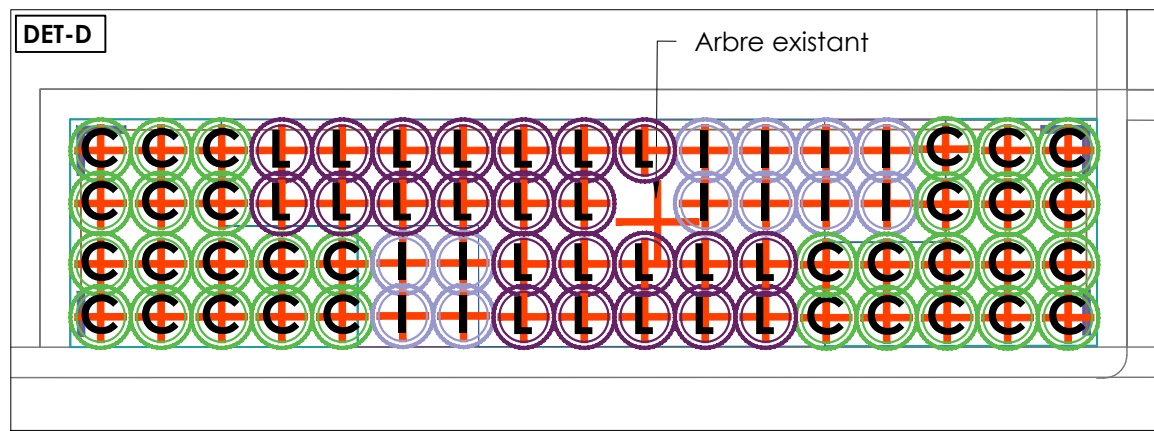 DET-D
Arbre existant
C C C L L L L L L L I I I I C C C
C C C L L L L L L I I I I C C C
C C C C C I I L L L L L C C C C C
C C C C C I I L L L L L C C C C C